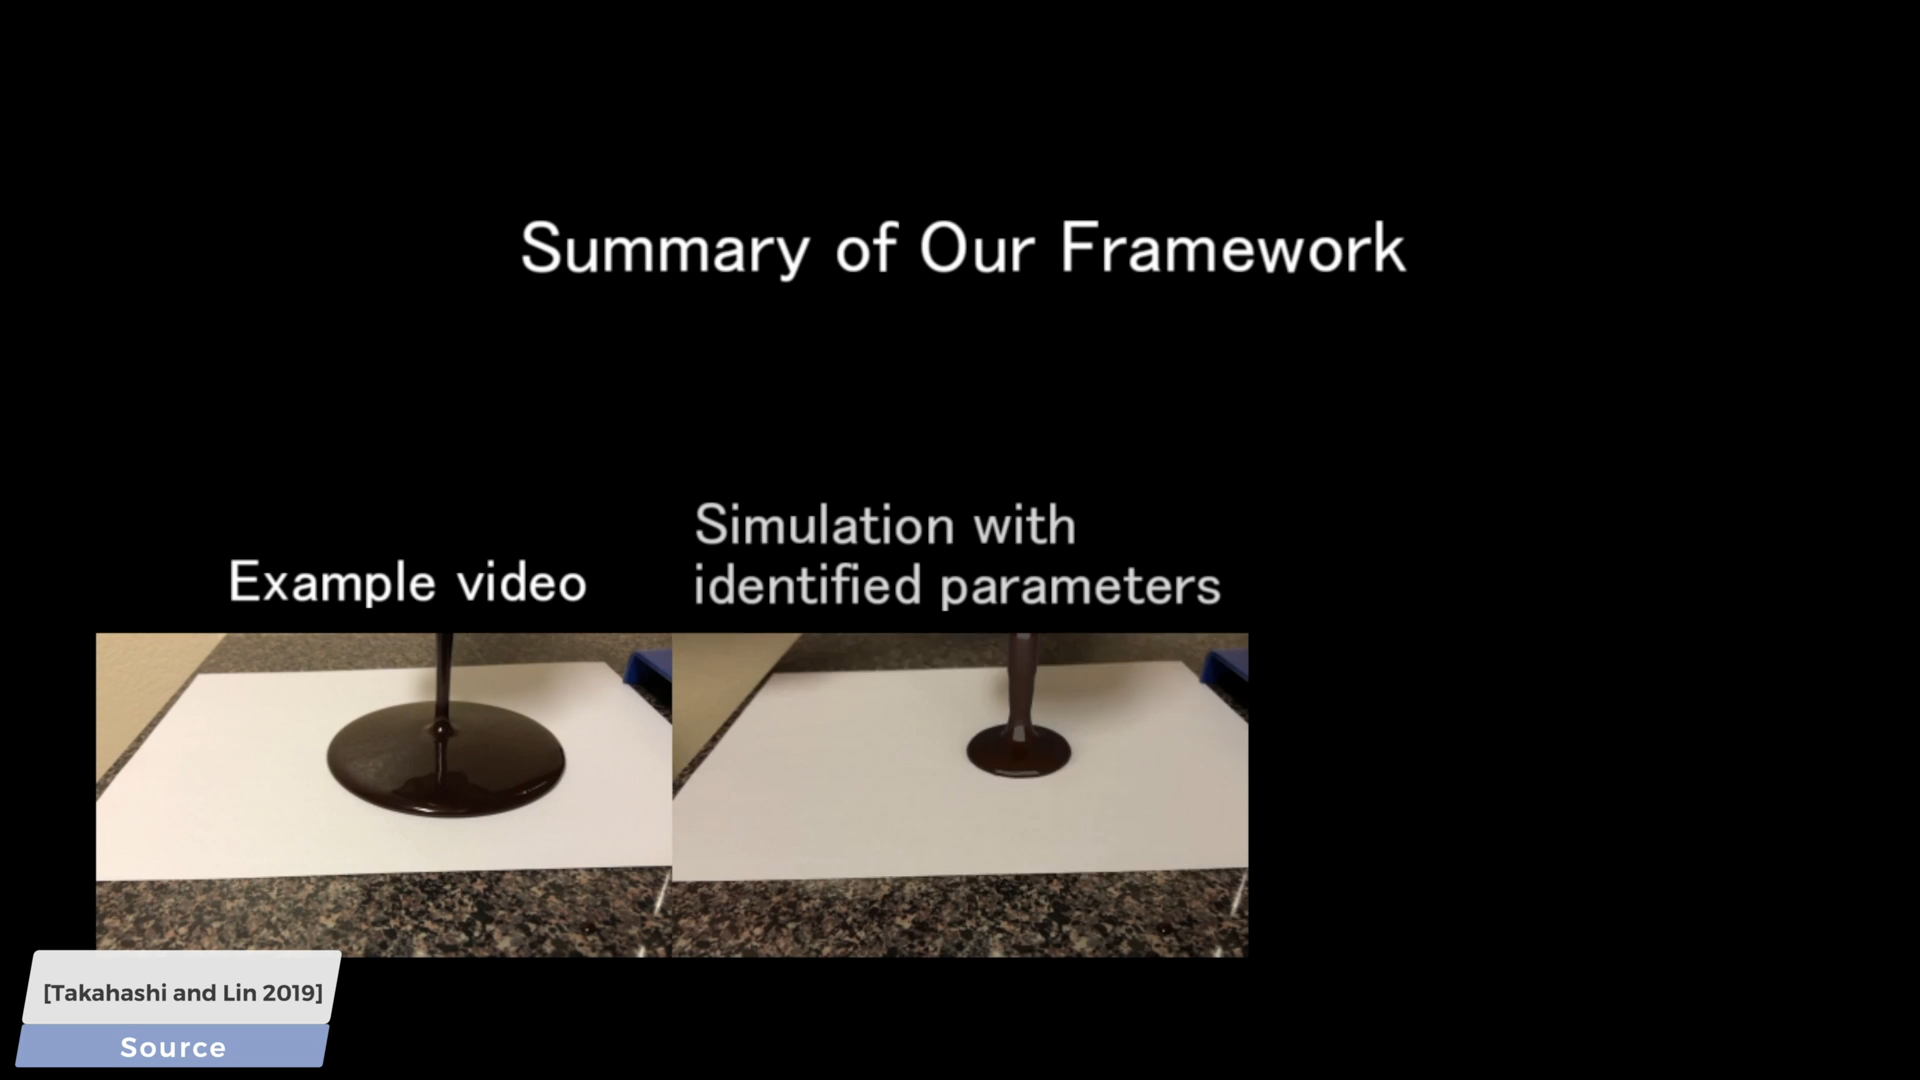 Summary of Our Framework
Example video
Simulation with
identified parameters
[Takahashi and Lin 2019]
Source